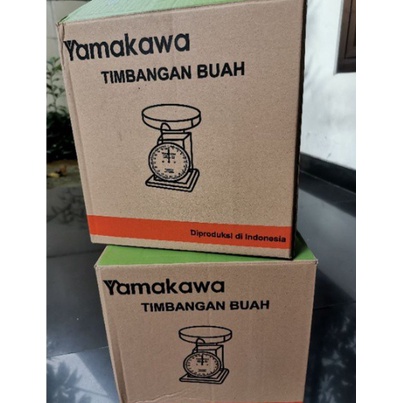 Yamakawa
TIMBANGAN BUAH
Diproduksi di Indonesia
Yamakawa
TIMBANGAN BUAH